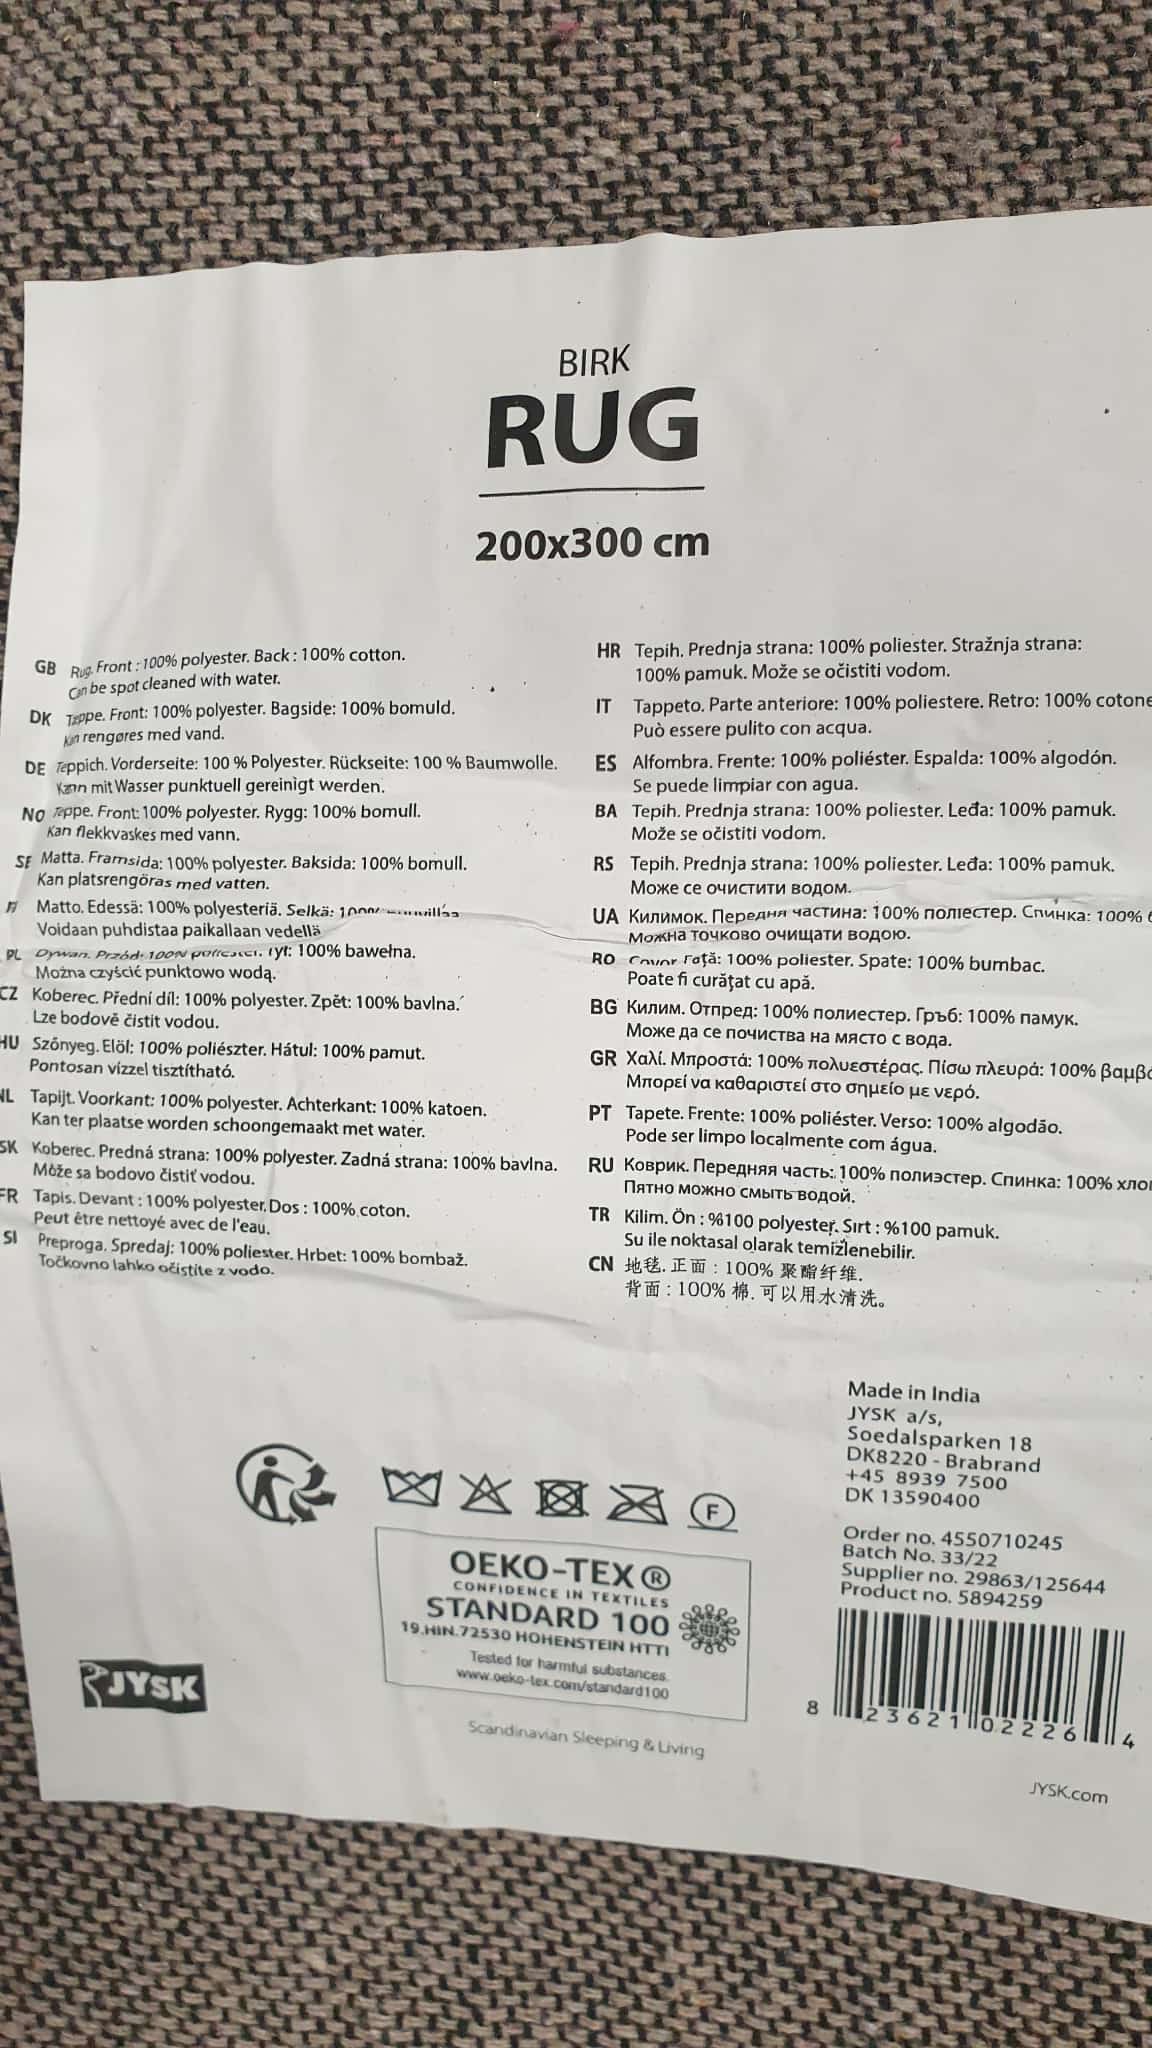 BIRK
RUG
200x300 cm
GB Rug. Front : 100% polyester. Back : 100% cotton.
Can be spot cleaned with water.
DK Tæppe. Front: 100% polyester. Bagside: 100% bomuld.
Kan rengøres med vand.
DE Teppich. Vorderseite: 100 % Polyester. Rückseite: 100 % Baumwolle.
Kann mit Wasser punktuell gereinigt werden.
NO Teppe. Front: 100% polyester. Rygg: 100% bomull.
Kan flekkvaskes med vann.
SE Matta. Framsida: 100% polyester. Baksida: 100% bomull.
Kan platsrengöras med vatten.
FI Matto. Edessä: 100% polyesteriä. Selkä: 100% puuvillaa
Voidaan puhdistaa paikallaan vedellä
PL Dywan. Przód: 100% poliester. Tył: 100% bawełna.
Można czyścić punktowo wodą.
CZ Koberec. Přední díl: 100% polyester. Zpět: 100% bavlna.
Lze bodově čistit vodou.
HU Szőnyeg. Elöl: 100% poliészter. Hátul: 100% pamut.
Pontosan vízzel tisztítható.
NL Tapijt. Voorkant: 100% polyester. Achterkant: 100% katoen.
Kan ter plaatse worden schoongemaakt met water.
SK Koberec. Predná strana: 100% polyester. Zadná strana: 100% bavlna.
Môže sa bodovo čistiť vodou.
FR Tapis. Devant : 100% polyester. Dos : 100% coton.
Peut être nettoyé avec de l'eau.
SI Preproga. Spredaj: 100% poliester. Hrbet: 100% bombaž.
Točkovno lahko očistite z vodo.
HR Tepih. Prednja strana: 100% poliester. Stražnja strana:
100% pamuk. Može se očistiti vodom.
IT Tappeto. Parte anteriore: 100% poliestere. Retro: 100% cotone
Può essere pulito con acqua.
ES Alfombra. Frente: 100% poliéster. Espalda: 100% algodón.
Se puede limpiar con agua.
BA Tepih. Prednja strana: 100% poliester. Leđa: 100% pamuk.
Može se očistiti vodom.
RS Tepih. Prednja strana: 100% poliester. Leđa: 100% pamuk.
Може се очистити водом.
UA Килимок. Передня частина: 100% поліестер. Спинка: 100%
Можна точково очищати водою.
RO Covor. Față: 100% poliester. Spate: 100% bumbac.
Poate fi curățat cu apă.
BG Килим. Отпред: 100% полиестер. Гръб: 100% памук.
Може да се почиства на място с вода.
GR Χαλί. Μπροστά: 100% πολυεστέρας. Πίσω πλευρά: 100%
Μπορεί να καθαριστεί στο σημείο με νερό.
PT Tapete. Frente: 100% poliéster. Verso: 100% algodão.
Pode ser limpo localmente com água.
RU Коврик. Передняя часть: 100% полиэстер. Спинка: 100%
Пятно можно смыть водой.
TR Kilim. Ön : %100 polyester. Sırt : %100 pamuk.
Su ile noktasal olarak temizlenebilir.
CN 地毯. 正面 : 100% 聚酯纤维.
背面 : 100% 棉. 可以用水清洗。
Made in India
JYSK a/s,
Soedalsparken 18
DK8220 - Brabrand
+45 8939 7500
DK 13590400
Order no. 4550710245
Batch No. 33/22
Supplier no. 29863/125644
Product no. 5894259
F
OEKO-TEX®
CONFIDENCE IN TEXTILES
STANDARD 100
19.HIN.72530 HOHENSTEIN HTTI
Tested for harmful substances.
www.oeko-tex.com/standard100
JYSK
Scandinavian Sleeping & Living
8 236210 222664
JYSK.com